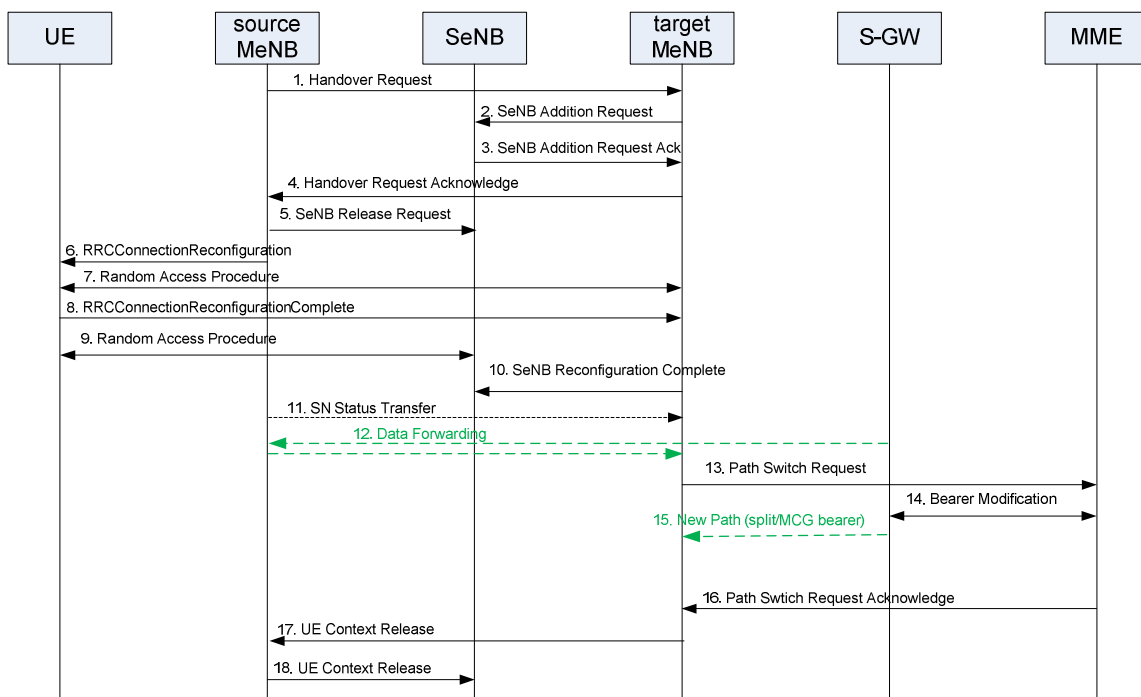 UE
source
MeNB
SeNB
target
MeNB
S-GW
MME
1. Handover Request
2. SeNB Addition Request
3. SeNB Addition Request Ack
4. Handover Request Acknowledge
5. SeNB Release Request
6. RRCConnectionReconfiguration
7. Random Access Procedure
8. RRCConnectionReconfigurationComplete
9. Random Access Procedure
10. SeNB Reconfiguration Complete
11. SN Status Transfer
12. Data Forwarding
13. Path Switch Request
14. Bearer Modification
15. New Path (split/MCG bearer)
16. Path Swtich Request Acknowledge
17. UE Context Release
18. UE Context Release